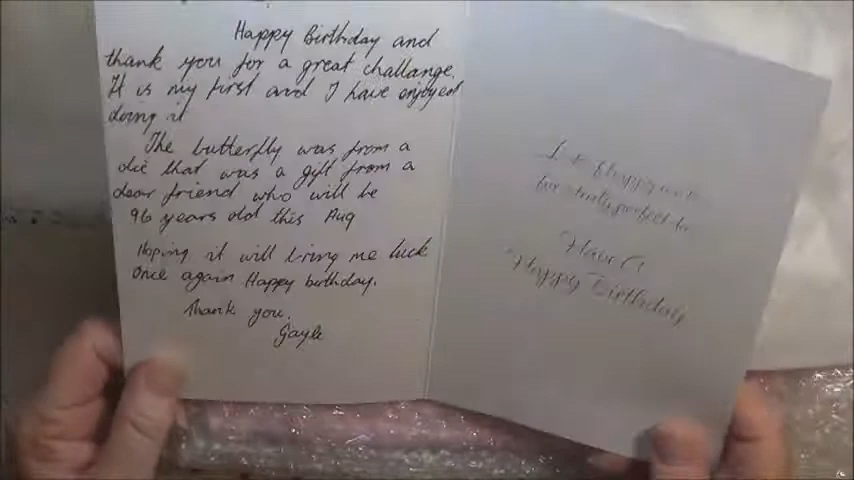 Happy Birthday and
thank you for a great challange.
It is my first and I have enjoyed
doing it
The butterfly was from a
die that was a gift from a
dear friend who will be
96 years old this Aug
Hoping it will bring me luck
Once again Happy birthday.
Thank you.
Gayle
Have A
Happy Birthday